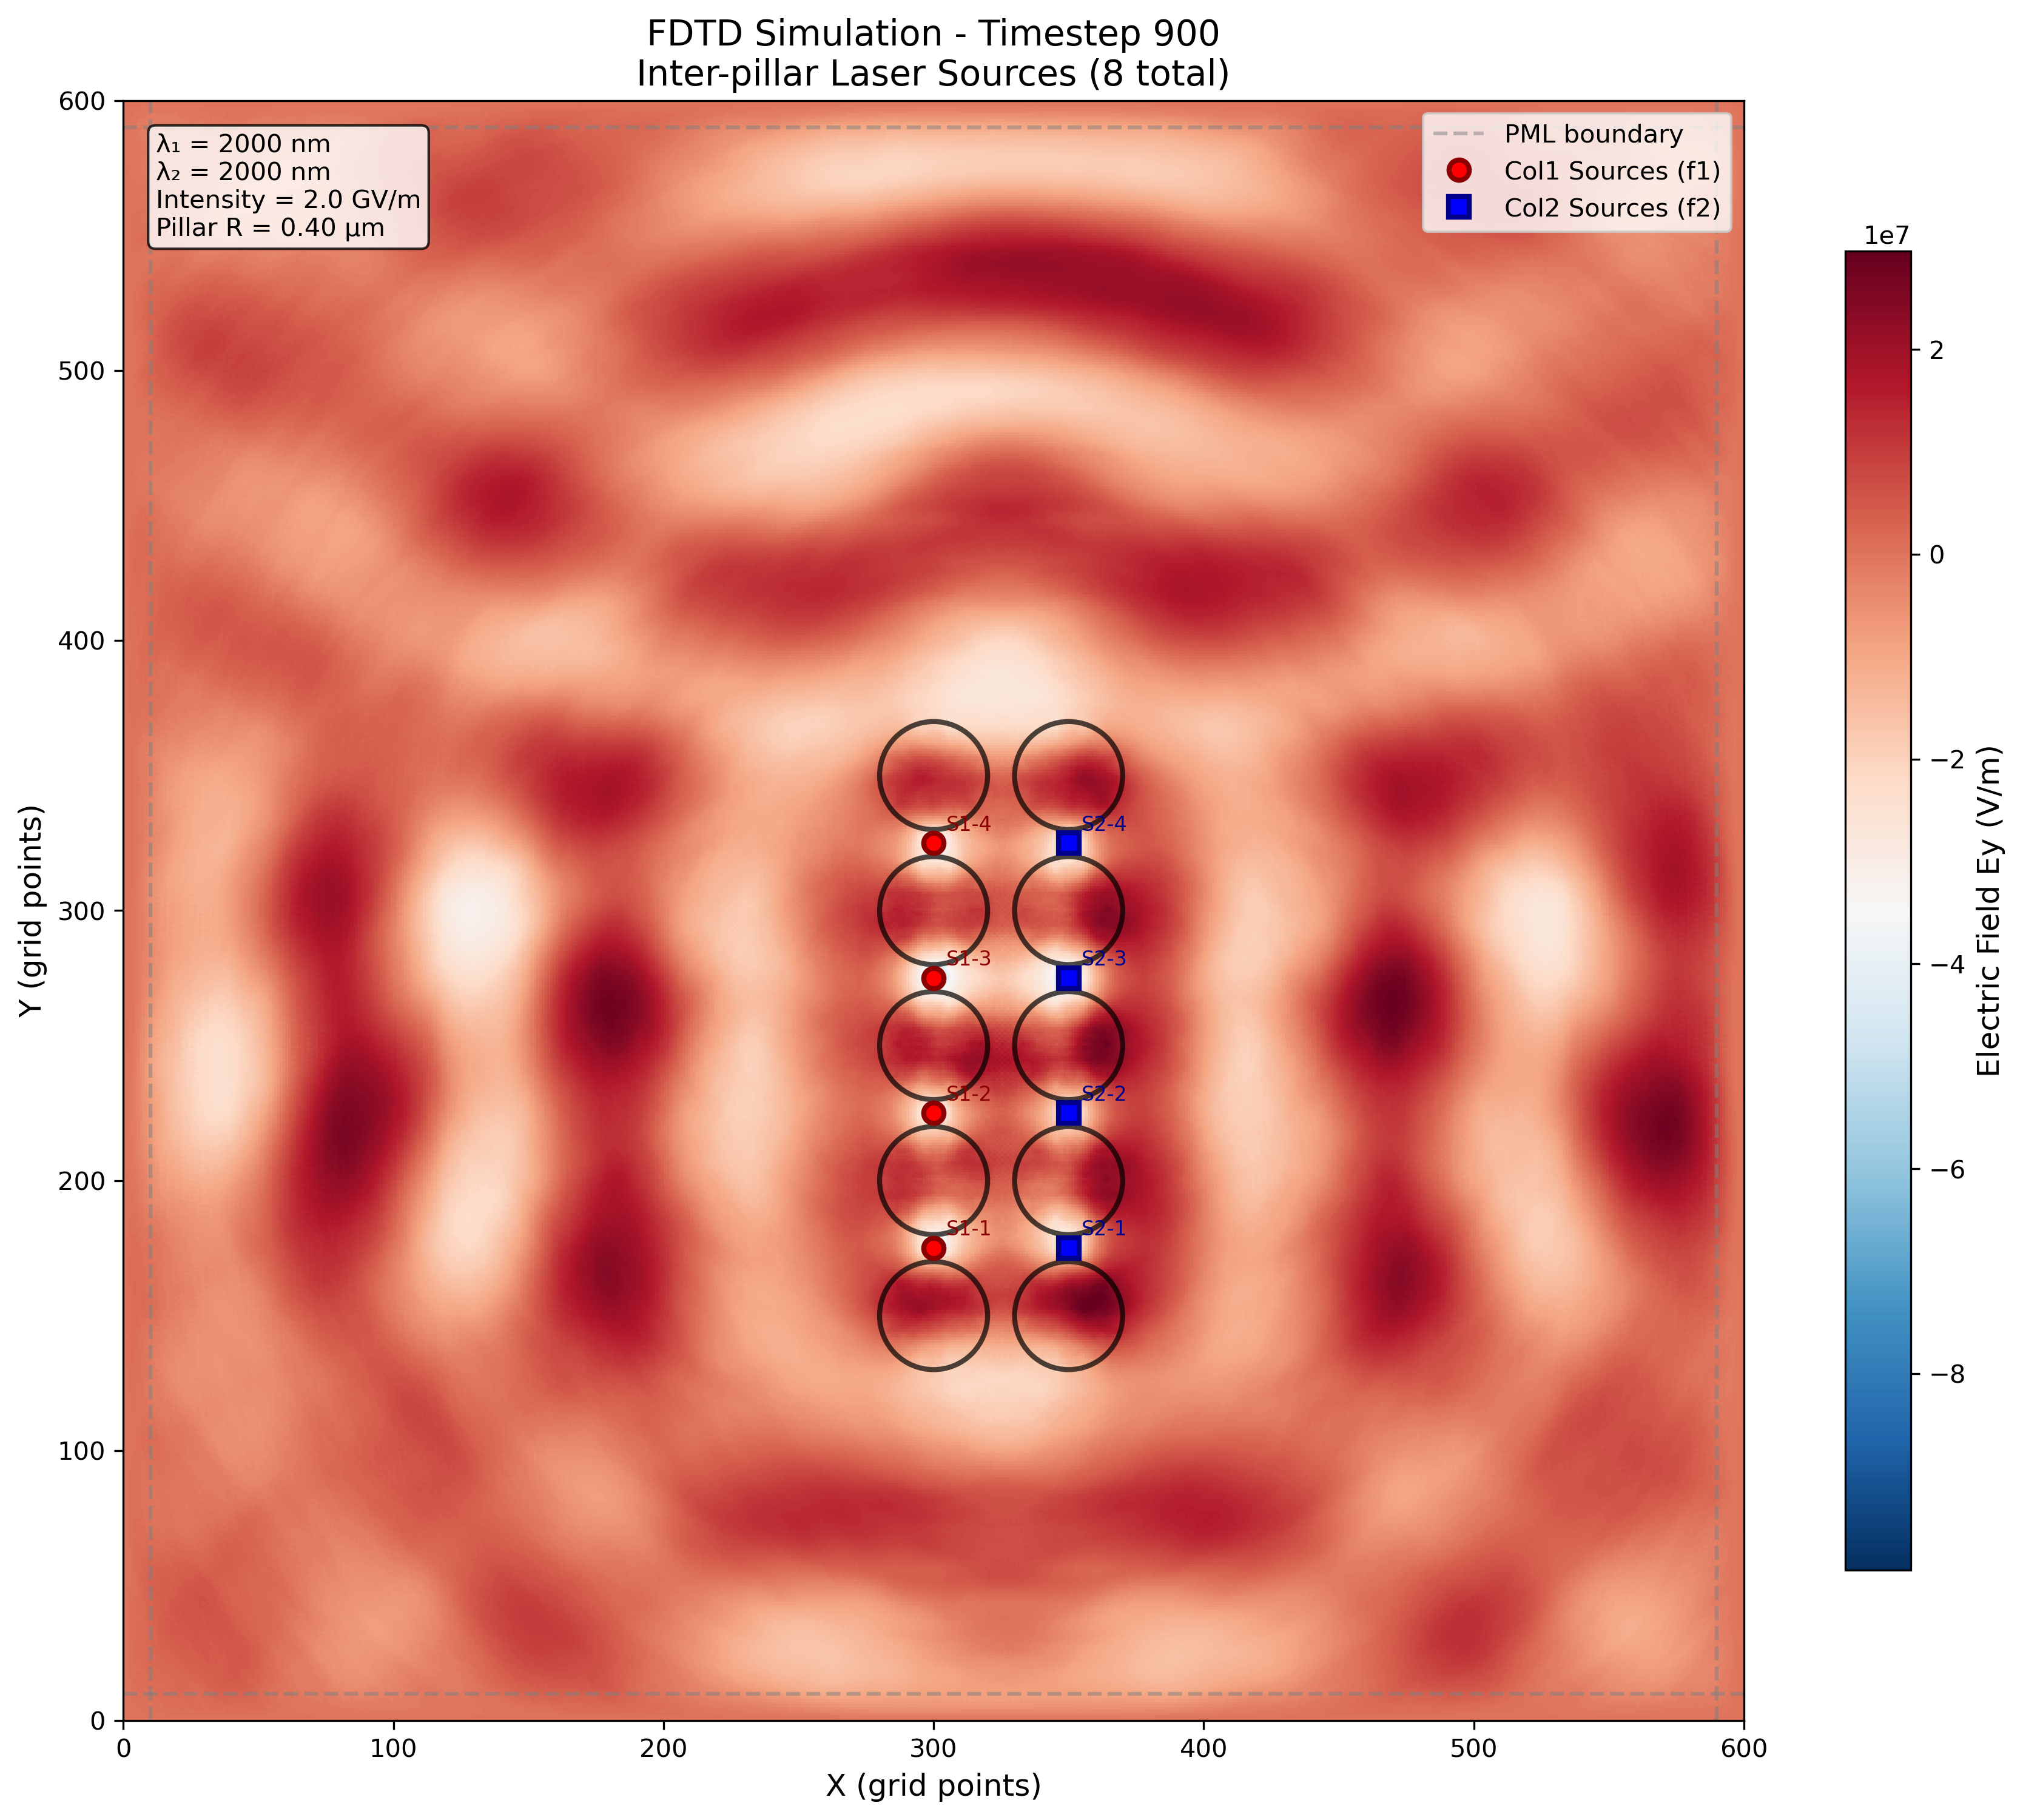 FDTD Simulation - Timestep 900
Inter-pillar Laser Sources (8 total)
λ₁ = 2000 nm
λ₂ = 2000 nm
Intensity = 2.0 GV/m
Pillar R = 0.40 μm
PML boundary
Col1 Sources (f1)
Col2 Sources (f2)
600
500
400
300
200
100
0
Y (grid points)
S1-4
S2-4
S1-3
S2-3
S1-2
S2-2
S1-1
S2-1
0
100
200
300
400
500
600
X (grid points)
1e7
2
0
−2
−4
−6
−8
Electric Field Ey (V/m)